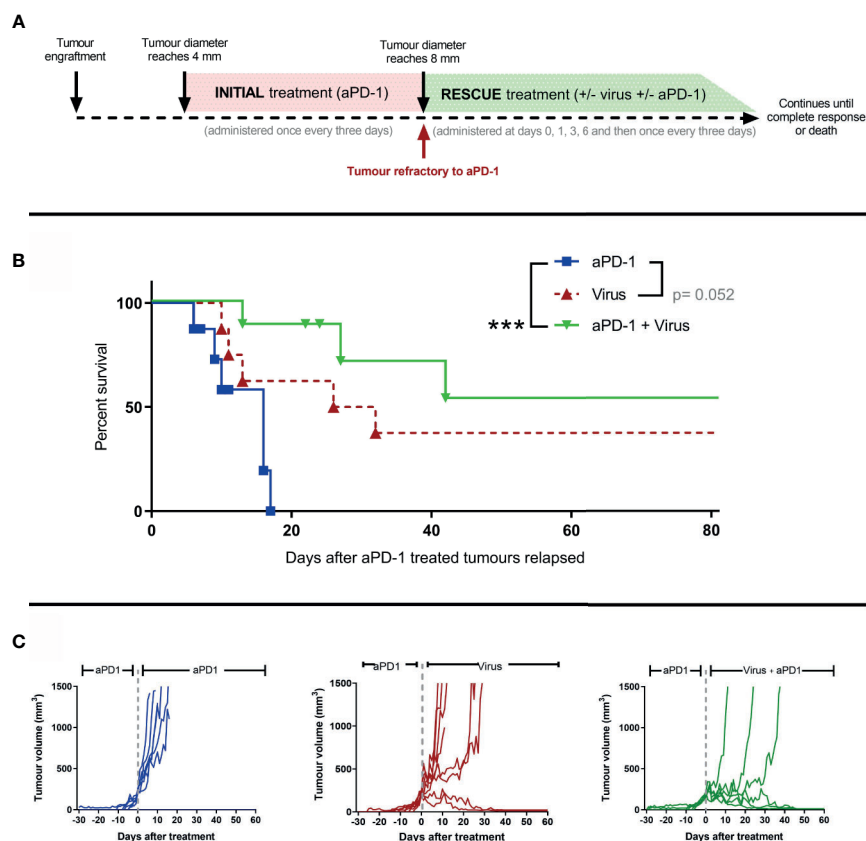 A
Tumour
engraftment
Tumour diameter
reaches 4 mm
Tumour diameter
reaches 8 mm
INITIAL treatment (aPD-1)
RESCUE treatment (+/- virus +/- aPD-1)
(administered once every three days)
(administered at days 0, 1, 3, 6 and then once every three days)
Continues until
complete response
or death
Tumour refractory to aPD-1
B
aPD-1
Virus
aPD-1 + Virus
p= 0.052
***
Percent survival
100
50
0
0 20 40 60 80
Days after aPD-1 treated tumours relapsed
C
aPD1 aPD1
Tumour volume (mm³)
1500
1000
500
0
-30 -20 -10 0 10 20 30 40 50 60
Days after treatment
aPD1 Virus
Tumour volume (mm³)
1500
1000
500
0
-30 -20 -10 0 10 20 30 40 50 60
Days after treatment
aPD1 Virus + aPD1
Tumour volume (mm³)
1500
1000
500
0
-30 -20 -10 0 10 20 30 40 50 60
Days after treatment